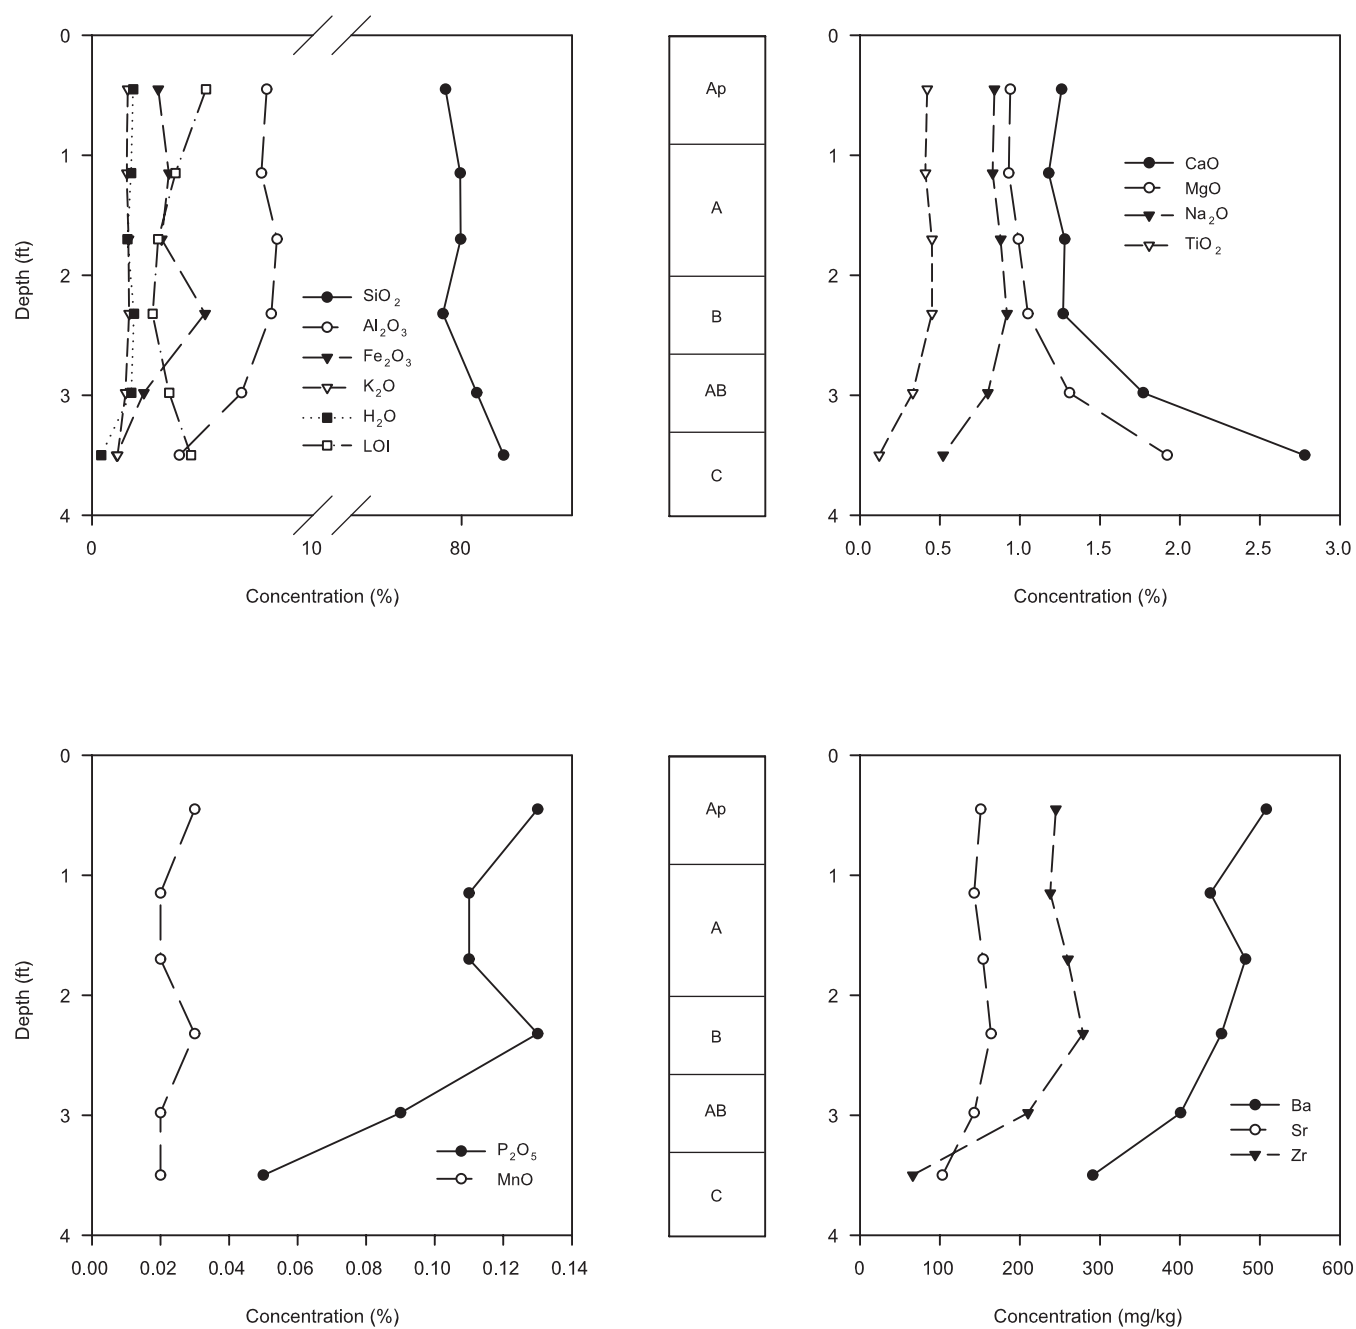 0
1
2
3
4
Depth (ft)
SiO₂
Al₂O₃
Fe₂O₃
K₂O
H₂O
LOI
0 10 80
Concentration (%)
Ap
A
B
AB
C
0
1
2
3
4
CaO
MgO
Na₂O
TiO₂
0.0 0.5 1.0 1.5 2.0 2.5 3.0
Concentration (%)
0
1
2
3
4
Depth (ft)
P₂O₅
MnO
0.00 0.02 0.04 0.06 0.08 0.10 0.12 0.14
Concentration (%)
Ap
A
B
AB
C
0
1
2
3
4
Ba
Sr
Zr
0 100 200 300 400 500 600
Concentration (mg/kg)